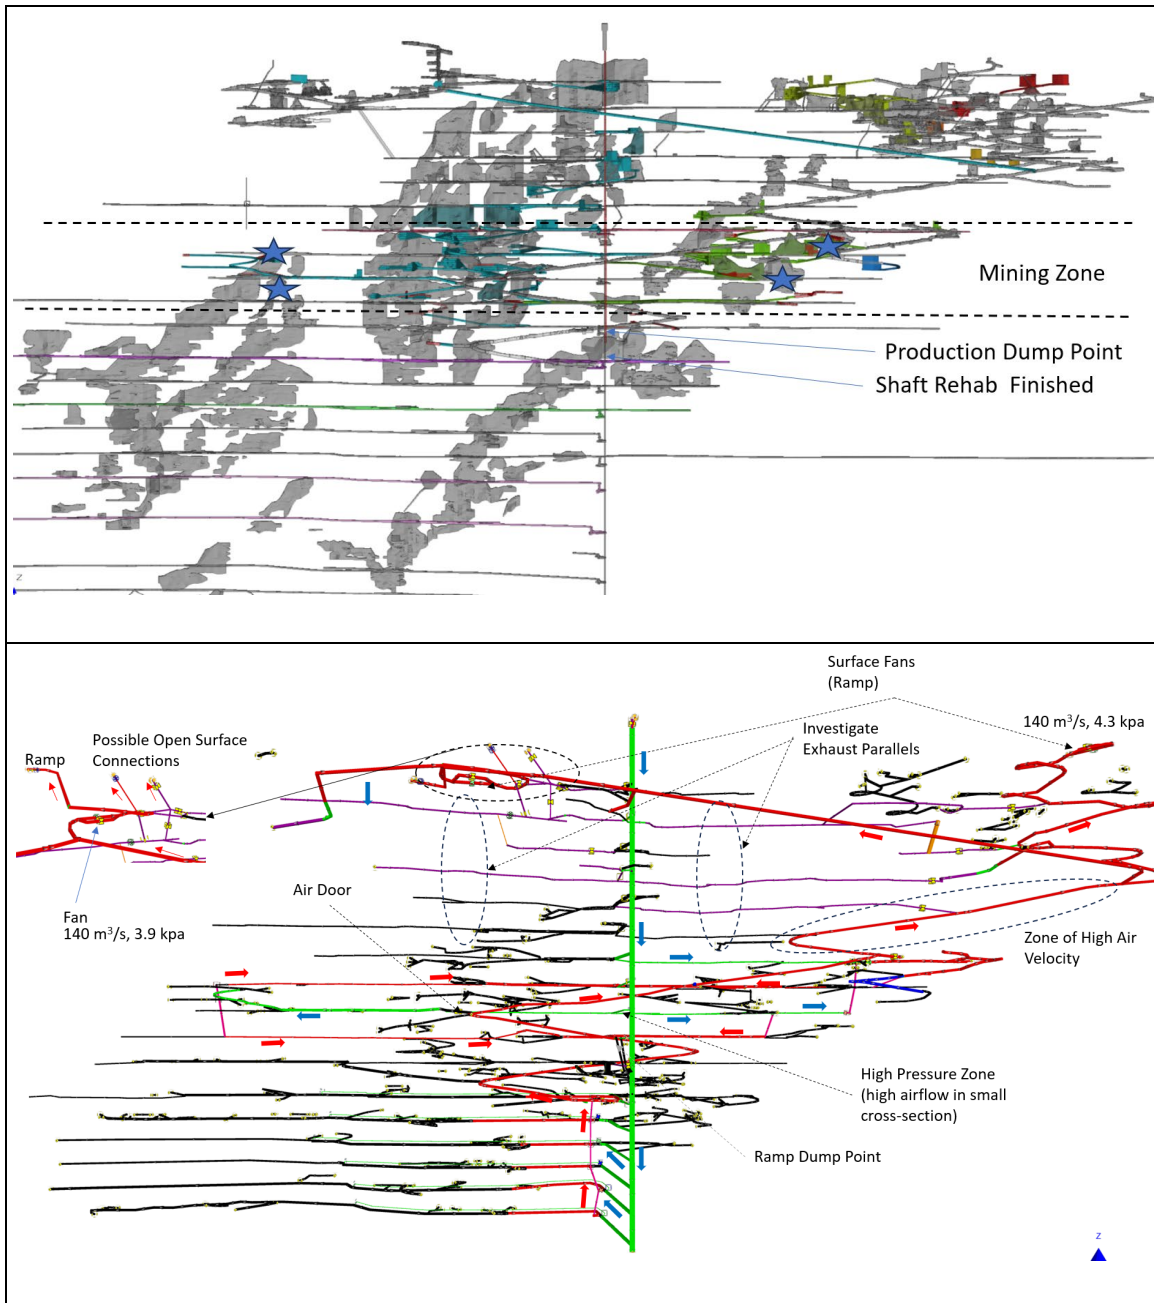 Mining Zone
Production Dump Point
Shaft Rehab  Finished
z
Surface Fans
(Ramp)
140 m³/s, 4.3 kpa
Investigate
Exhaust Parallels
Possible Open Surface
Connections
Ramp
Air Door
Fan
140 m³/s, 3.9 kpa
Zone of High Air
Velocity
High Pressure Zone
(high airflow in small
cross-section)
Ramp Dump Point
z